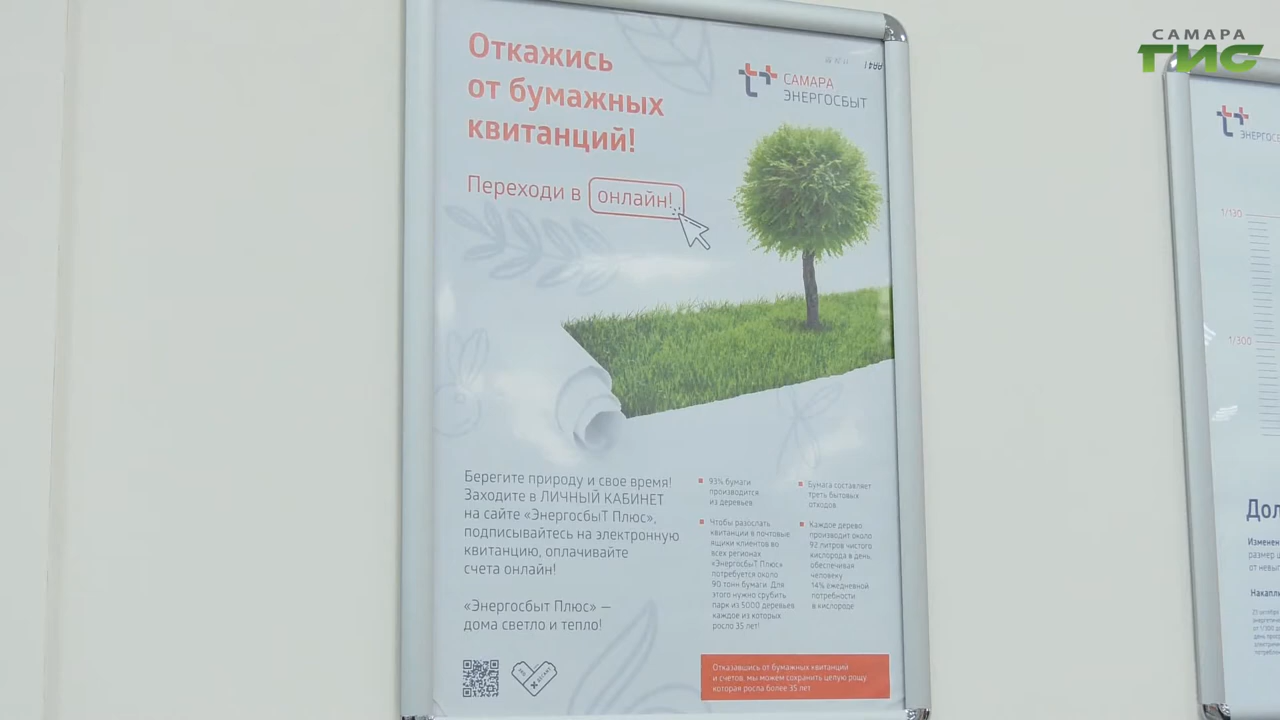 Откажись
от бумажных
квитанций!
САМАРА
ЭНЕРГОСБЫТ
Переходи в онлайн!
Берегите природу и свое время!
Заходите в ЛИЧНЫЙ КАБИНЕТ
на сайте «ЭнергосбыТ Плюс»,
подписывайтесь на электронную
квитанцию, оплачивайте
счета онлайн!
«Энергосбыт Плюс» —
дома светло и тепло!
93% бумаги
производится
из деревьев
Чтобы разослать
квитанции в почтовые
ящики клиентов во
всех регионах
«ЭнергосбыТ Плюс»
потребуется около
90 тонн бумаги. Для
этого нужно срубить
парк из 5000 деревьев
каждое из которых
росло 35 лет!
Бумага составляет
треть бытовых
отходов
Каждое дерево
производит около
92 литров чистого
кислорода в день,
обеспечивая
человеку
14% ежедневной
потребности
в кислороде
Отказавшись от бумажных квитанций
и счетов, мы можем сохранить целую рощу
которая росла более 35 лет
САМАРА
ГИС
1/130
1/300